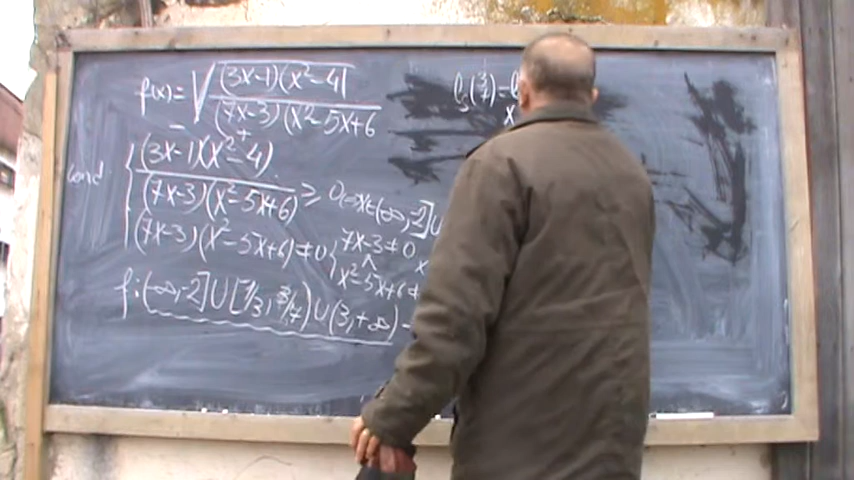 f(x)=√((3x-1)(x²-4)/(7x-3)(x²-5x+6
cond { (3x-1)(x²-4)/(7x-3)(x²-5x+6) ≥ 0 ⇔ x∈(-∞,-2]U
(7x-3)(x²-5x+6)≠0 { 7x-3≠0
∧ x
x²-5x+6≠
f:(-∞,-2]U[1/3, 3/7)U(3,+∞)
ls(3/7)=l
x